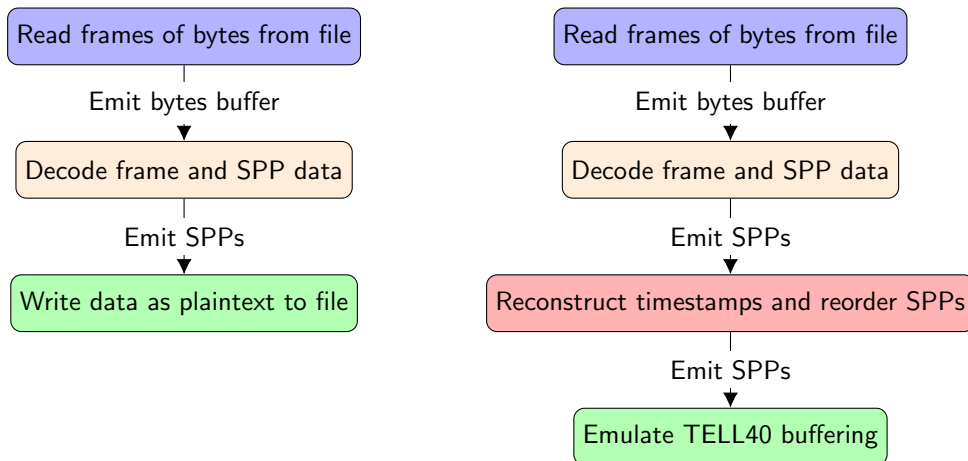 Read frames of bytes from file
Emit bytes buffer
Decode frame and SPP data
Emit SPPs
Write data as plaintext to file
Read frames of bytes from file
Emit bytes buffer
Decode frame and SPP data
Emit SPPs
Reconstruct timestamps and reorder SPPs
Emit SPPs
Emulate TELL40 buffering